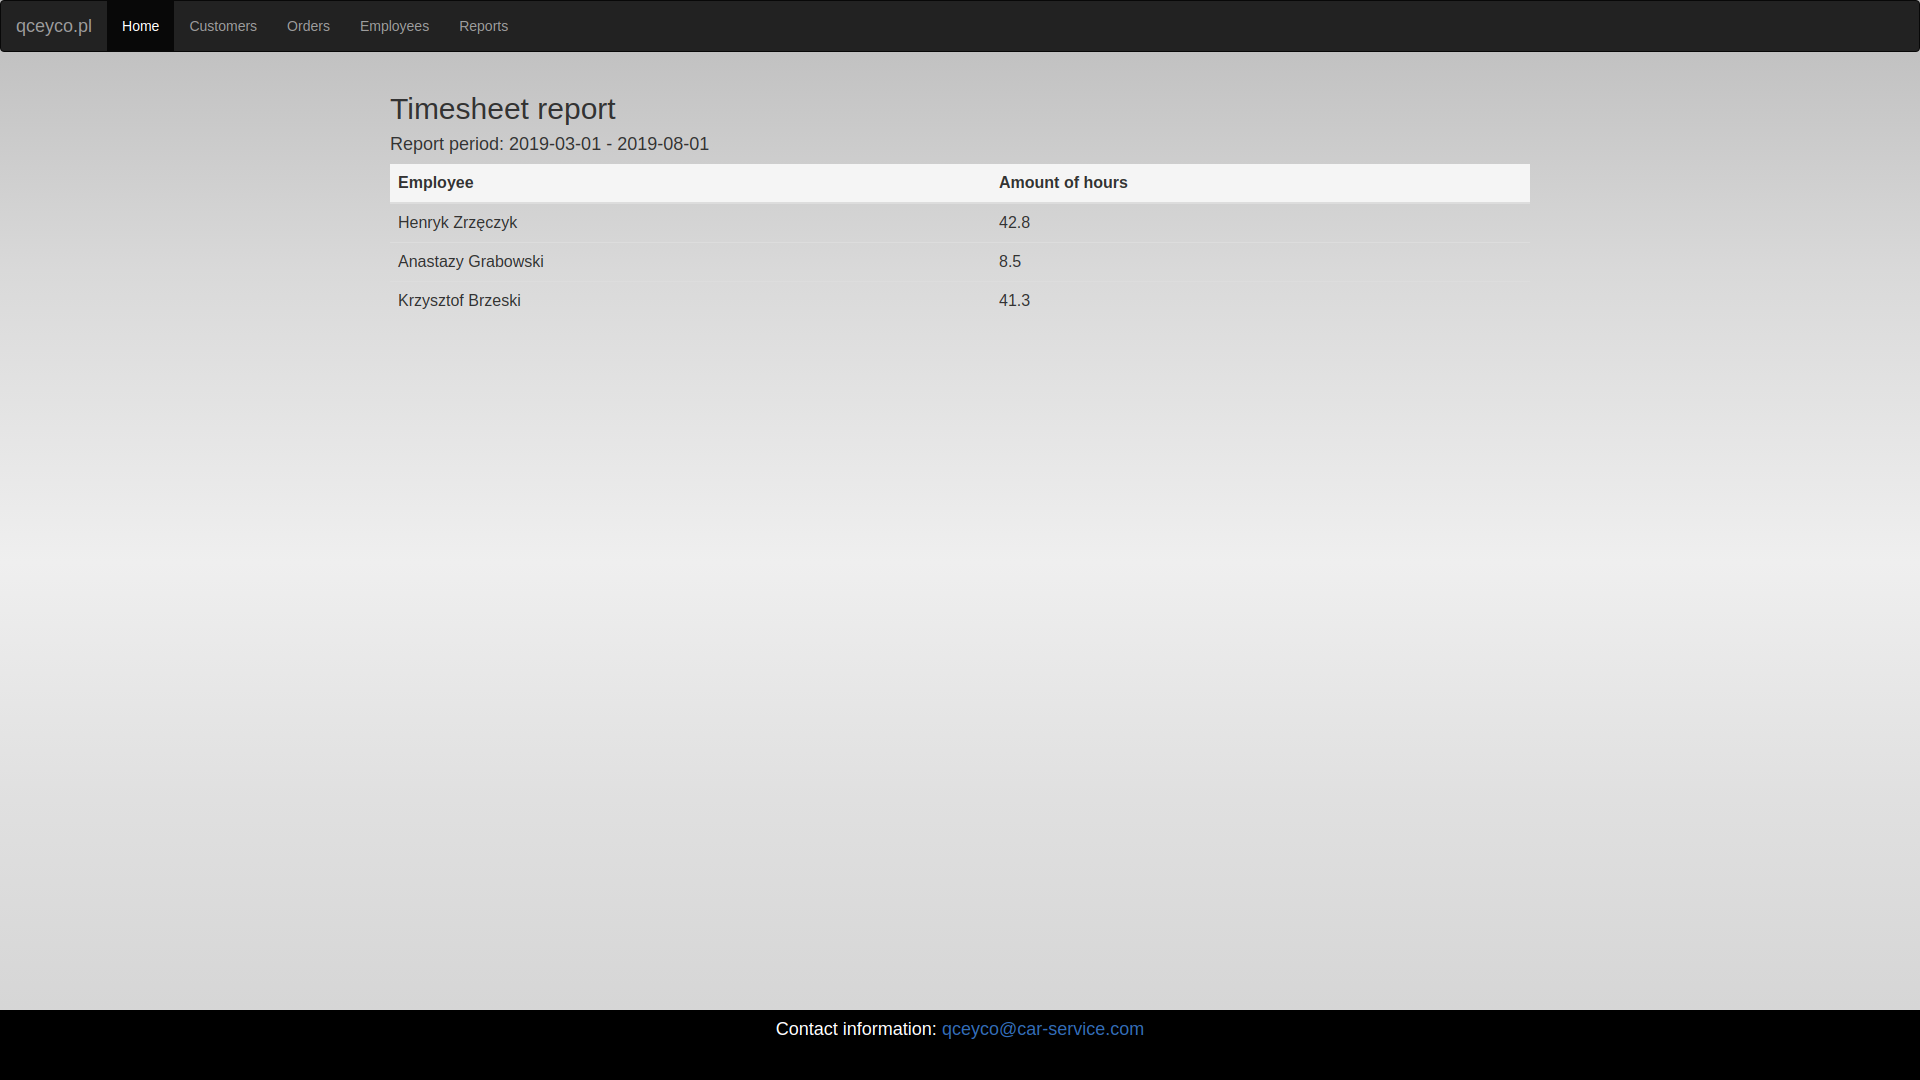 qceyco.pl Home Customers Orders Employees Reports
Timesheet report
Report period: 2019-03-01 - 2019-08-01
Employee Amount of hours
Henryk Zrzęczyk 42.8
Anastazy Grabowski 8.5
Krzysztof Brzeski 41.3
Contact information: qceyco@car-service.com